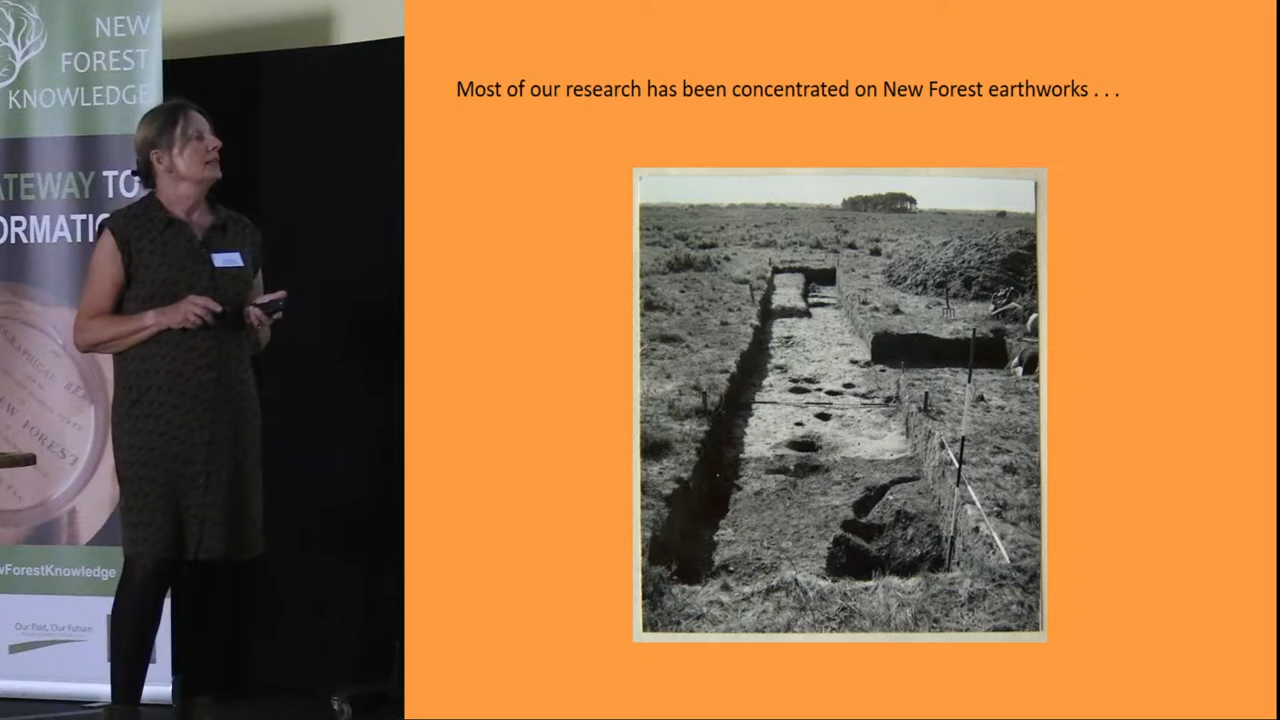 NEW
FOREST
KNOWLEDGE
ATEWAY TO
ORMATIO
GRAPHICAL
EW FOREST
wForestKnowledge
Our Past, Our Future
Most of our research has been concentrated on New Forest earthworks . . .